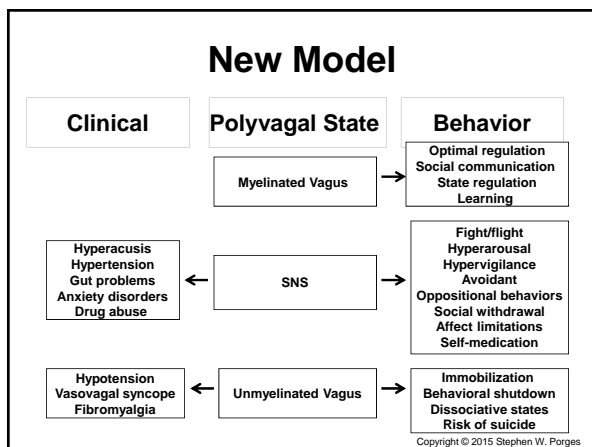 New Model
Clinical
Polyvagal State
Behavior
Myelinated Vagus
Optimal regulation
Social communication
State regulation
Learning
Hyperacusis
Hypertension
Gut problems
Anxiety disorders
Drug abuse
SNS
Fight/flight
Hyperarousal
Hypervigilance
Avoidant
Oppositional behaviors
Social withdrawal
Affect limitations
Self-medication
Hypotension
Vasovagal syncope
Fibromyalgia
Unmyelinated Vagus
Immobilization
Behavioral shutdown
Dissociative states
Risk of suicide
Copyright © 2015 Stephen W. Porges